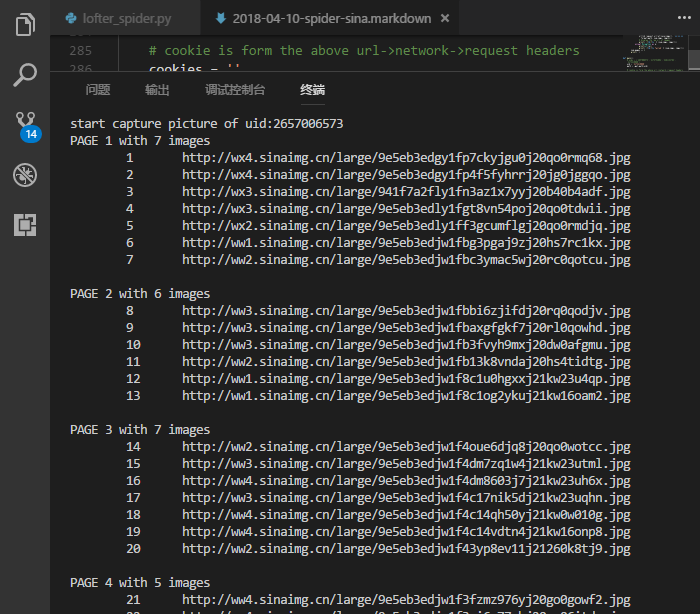 lofter_spider.py
2018-04-10-spider-sina.markdown
285 # cookie is form the above url->network->request headers
286 cookies = ''
问题 输出 调试控制台 终端
14
start capture picture of uid:2657006573
PAGE 1 with 7 images
1 http://wx4.sinaimg.cn/large/9e5eb3edgy1fp7ckyjgu0j20qo0rmq68.jpg
2 http://wx4.sinaimg.cn/large/9e5eb3edgy1fp4f5fyhrrj20jg0jggqo.jpg
3 http://wx3.sinaimg.cn/large/941f7a2fly1fn3az1x7yyj20b40b4adf.jpg
4 http://wx3.sinaimg.cn/large/9e5eb3edly1fgt8vn54poj20qo0tdwii.jpg
5 http://wx2.sinaimg.cn/large/9e5eb3edly1ff3gcumflgj20qo0rmdjq.jpg
6 http://ww1.sinaimg.cn/large/9e5eb3edjw1fbg3pgaj9zj20hs7rc1kx.jpg
7 http://ww2.sinaimg.cn/large/9e5eb3edjw1fbc3ymac5wj20rc0qotcu.jpg
PAGE 2 with 6 images
8 http://ww3.sinaimg.cn/large/9e5eb3edjw1fbbi6zjifdj20rq0qodjv.jpg
9 http://ww3.sinaimg.cn/large/9e5eb3edjw1fbaxgfgkf7j20rl0qowhd.jpg
10 http://ww3.sinaimg.cn/large/9e5eb3edjw1fb3fvyh9mxj20dw0afgmu.jpg
11 http://ww2.sinaimg.cn/large/9e5eb3edjw1fb13k8vndaj20hs4tidtg.jpg
12 http://ww1.sinaimg.cn/large/9e5eb3edjw1f8c1u0hgxxj21kw23u4qp.jpg
13 http://ww1.sinaimg.cn/large/9e5eb3edjw1f8c1og2ykuj21kw16oam2.jpg
PAGE 3 with 7 images
14 http://ww2.sinaimg.cn/large/9e5eb3edjw1f4oue6djq8j20qo0wotcc.jpg
15 http://ww3.sinaimg.cn/large/9e5eb3edjw1f4dm7zq1w4j21kw23utml.jpg
16 http://ww4.sinaimg.cn/large/9e5eb3edjw1f4dm8603j7j21kw23uh6x.jpg
17 http://ww3.sinaimg.cn/large/9e5eb3edjw1f4c17nik5dj21kw23uqhn.jpg
18 http://ww4.sinaimg.cn/large/9e5eb3edjw1f4c14qh50yj21kw0w010g.jpg
19 http://ww4.sinaimg.cn/large/9e5eb3edjw1f4c14vdtn4j21kw16onp8.jpg
20 http://ww2.sinaimg.cn/large/9e5eb3edjw1f43yp8ev11j21260k8tj9.jpg
PAGE 4 with 5 images
21 http://ww4.sinaimg.cn/large/9e5eb3edjw1f3fzmz976yj20go0gowf2.jpg